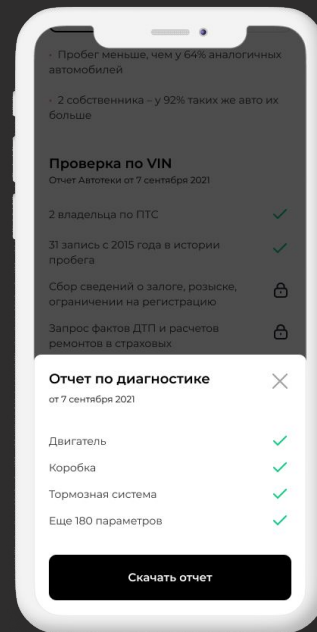 · Пробег меньше, чем у 64% аналогичных
автомобилей
· 2 собственника – у 92% таких же авто их
больше
Проверка по VIN
Отчет Автотеки от 7 сентября 2021
2 владельца по ПТС
31 запись с 2015 года в истории
пробега
Сбор сведений о залоге, розыске,
ограничении на регистрацию
Запрос фактов ДТП и расчетов
ремонтов в страховых
Отчет по диагностике
от 7 сентября 2021
Двигатель
Коробка
Тормозная система
Еще 180 параметров
Скачать отчет